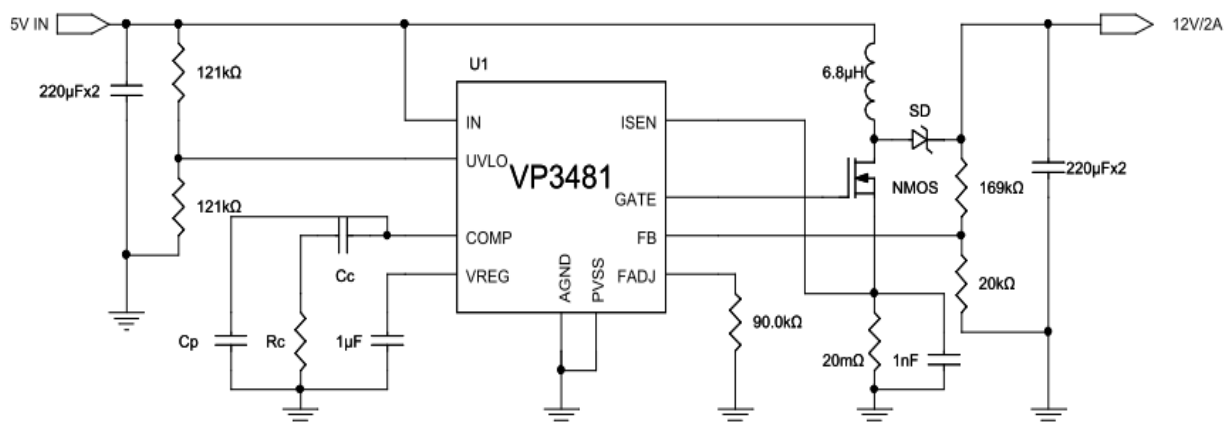 5V IN
12V/2A
220µFx2
121kΩ
U1
6.8µH
SD
IN
ISEN
UVLO
VP3481
GATE
NMOS
169kΩ
220µFx2
121kΩ
COMP
FB
Cc
VREG
AGND
PVSS
FADJ
20kΩ
Cp
Rc
1µF
90.0kΩ
20mΩ
1nF